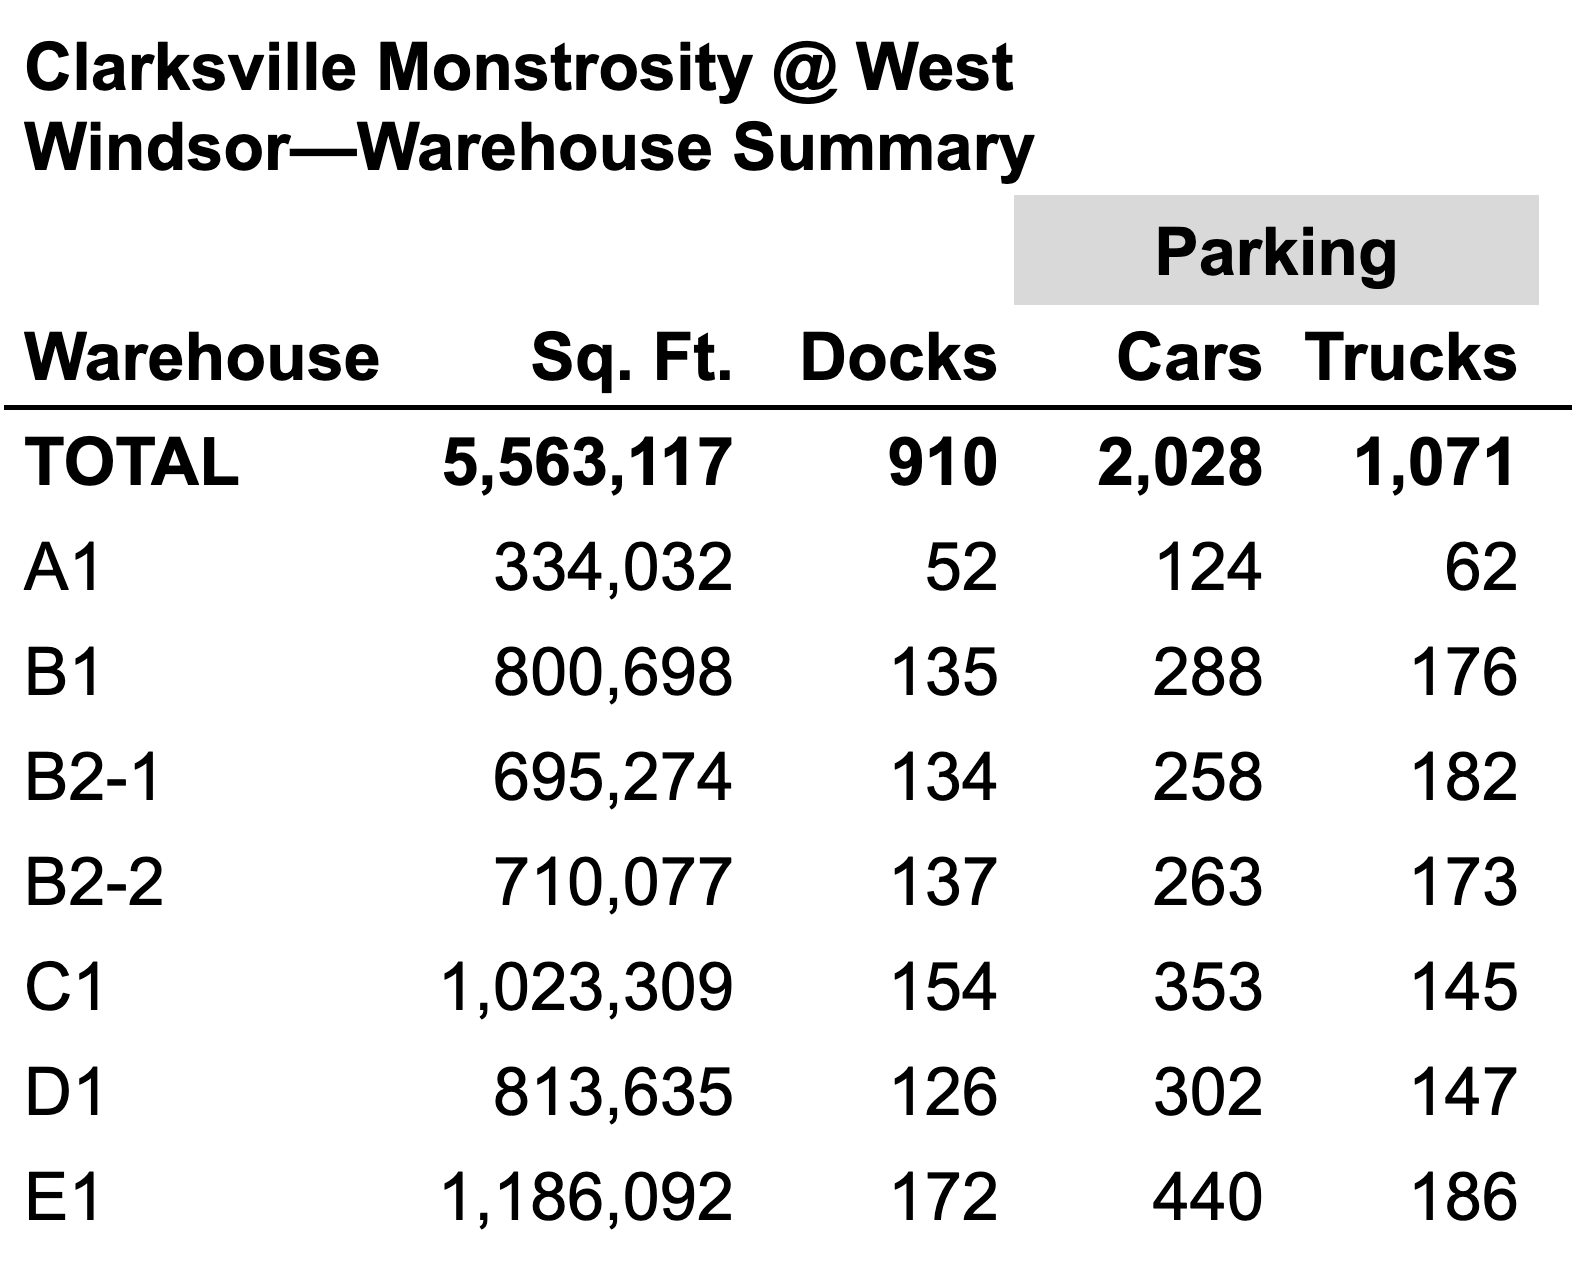 Clarksville Monstrosity @ West
Windsor—Warehouse Summary
Parking
Warehouse Sq. Ft. Docks Cars Trucks
TOTAL 5,563,117 910 2,028 1,071
A1 334,032 52 124 62
B1 800,698 135 288 176
B2-1 695,274 134 258 182
B2-2 710,077 137 263 173
C1 1,023,309 154 353 145
D1 813,635 126 302 147
E1 1,186,092 172 440 186